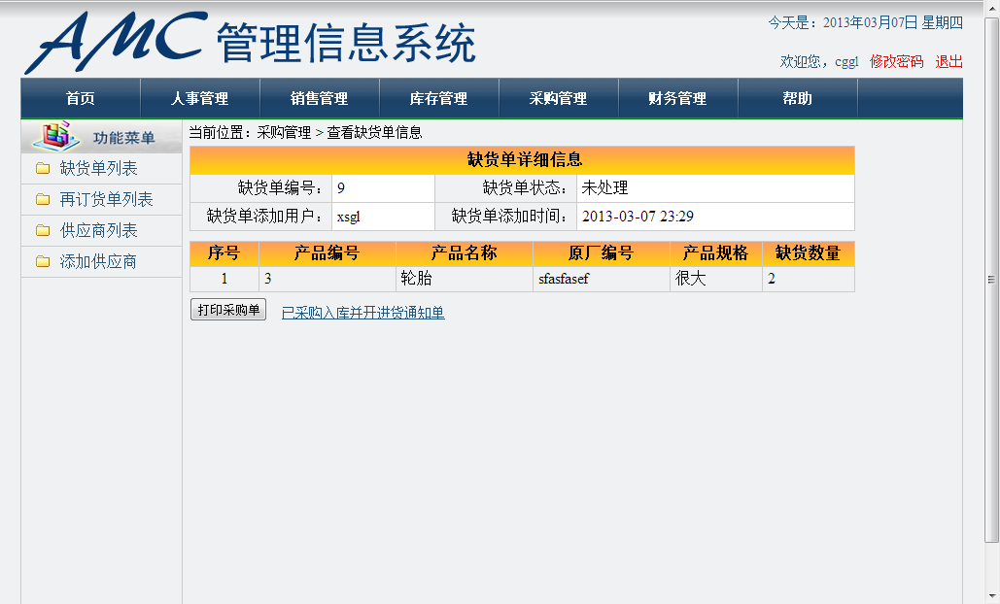 AMC 管理信息系统
今天是：2013年03月07日 星期四
欢迎您，cggl 修改密码 退出
首页 人事管理 销售管理 库存管理 采购管理 财务管理 帮助
功能菜单
缺货单列表
再订货单列表
供应商列表
添加供应商
当前位置：采购管理 > 查看缺货单信息
缺货单详细信息
缺货单编号： 9 缺货单状态： 未处理
缺货单添加用户： xsgl 缺货单添加时间： 2013-03-07 23:29
序号 产品编号 产品名称 原厂编号 产品规格 缺货数量
1 3 轮胎 sfasfasef 很大 2
打印采购单 已采购入库并开进货通知单